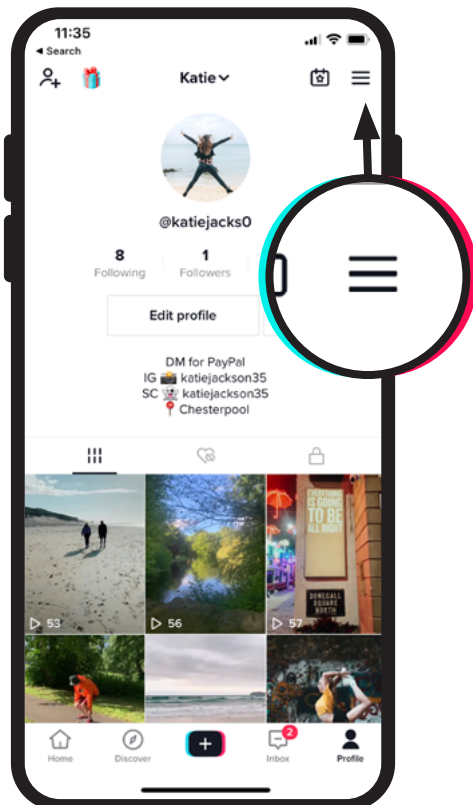 11:35
◀ Search
Katie
@katiejacks0
8
Following
1
Followers
Edit profile
DM for PayPal
IG 📸 katiejackson35
SC 👻 katiejackson35
📍 Chesterpool
EVERYTHING
IS GOING
TO BE
ALL RIGHT
DONEGALL
SQUARE
NORTH
53
56
57
2
Home
Discover
Inbox
Profile